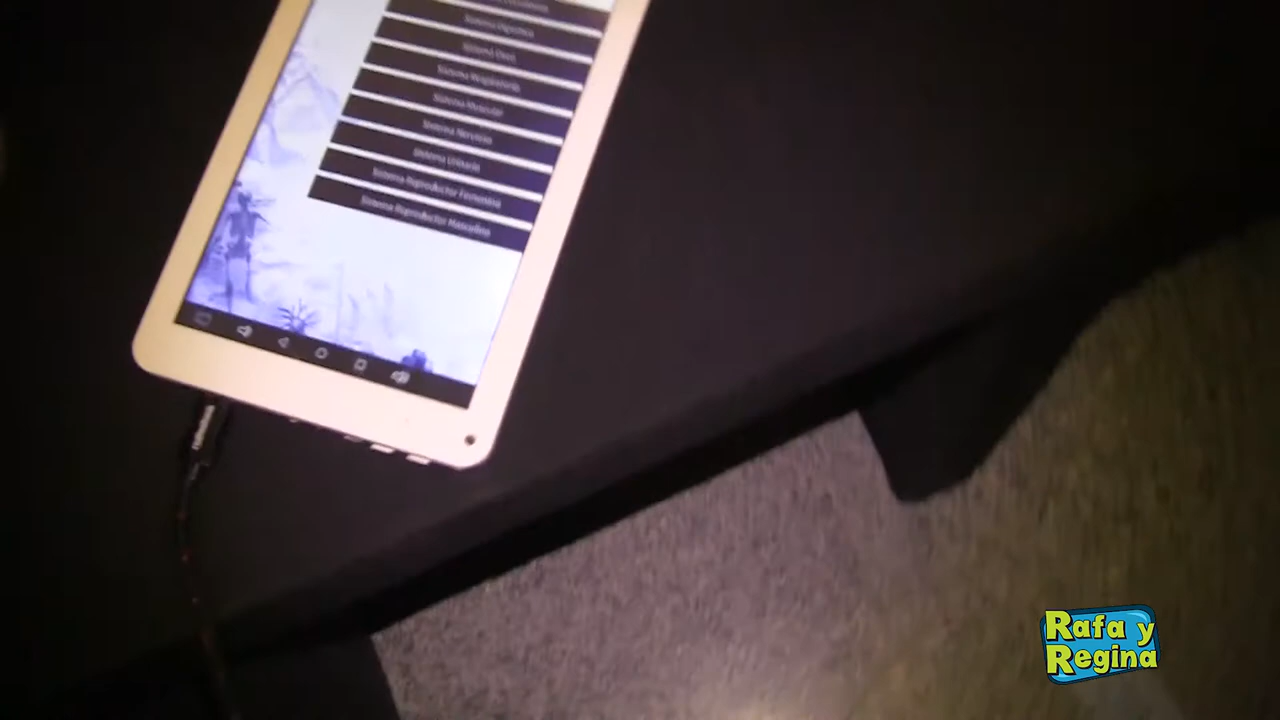 Sistema Digestivo
Sistema Óseo
Sistema Respiratorio
Sistema Muscular
Sistema Nervioso
Sistema Urinario
Sistema Reproductor Femenino
Sistema Reproductor Masculino
Rafa y
Regina